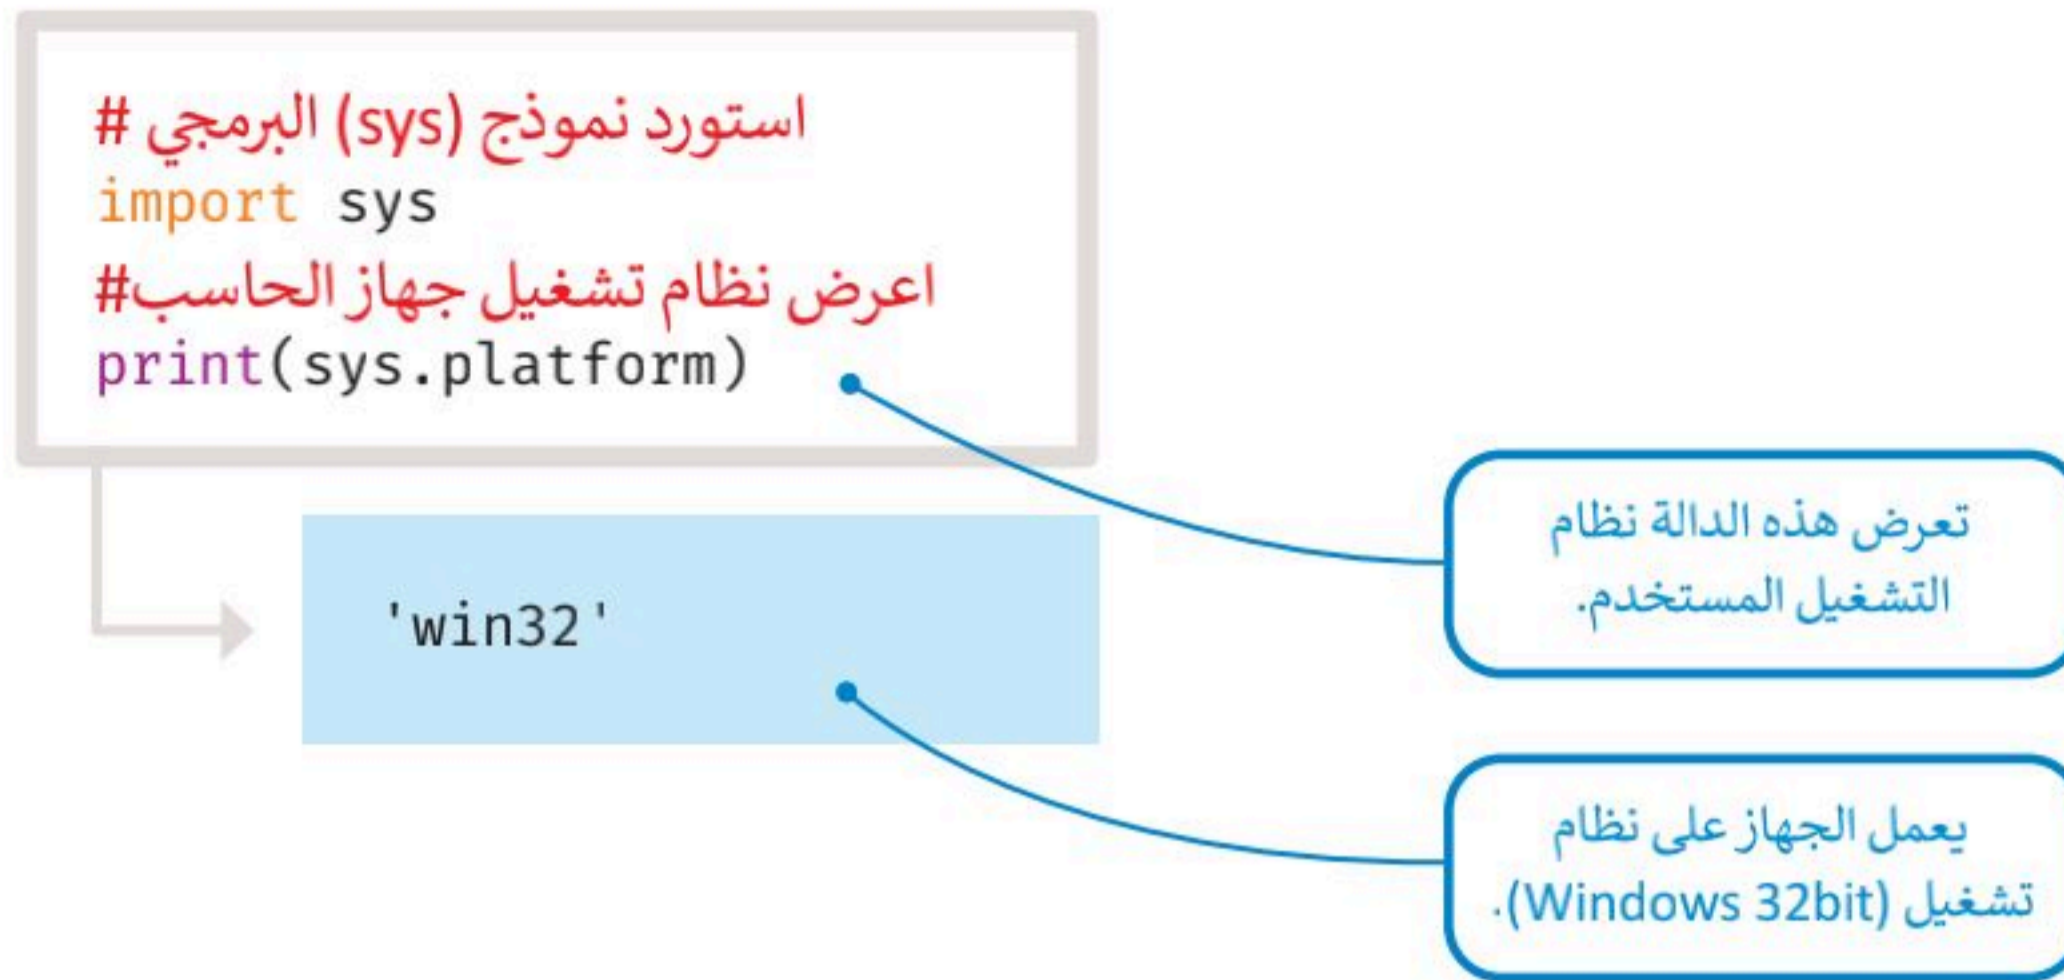 # استورد نموذج (sys) البرمجي
import sys
#اعرض نظام تشغيل جهاز الحاسب
print(sys.platform)
'win32'
تعرض هذه الدالة نظام
التشغيل المستخدم.
يعمل الجهاز على نظام
تشغيل (Windows 32bit).